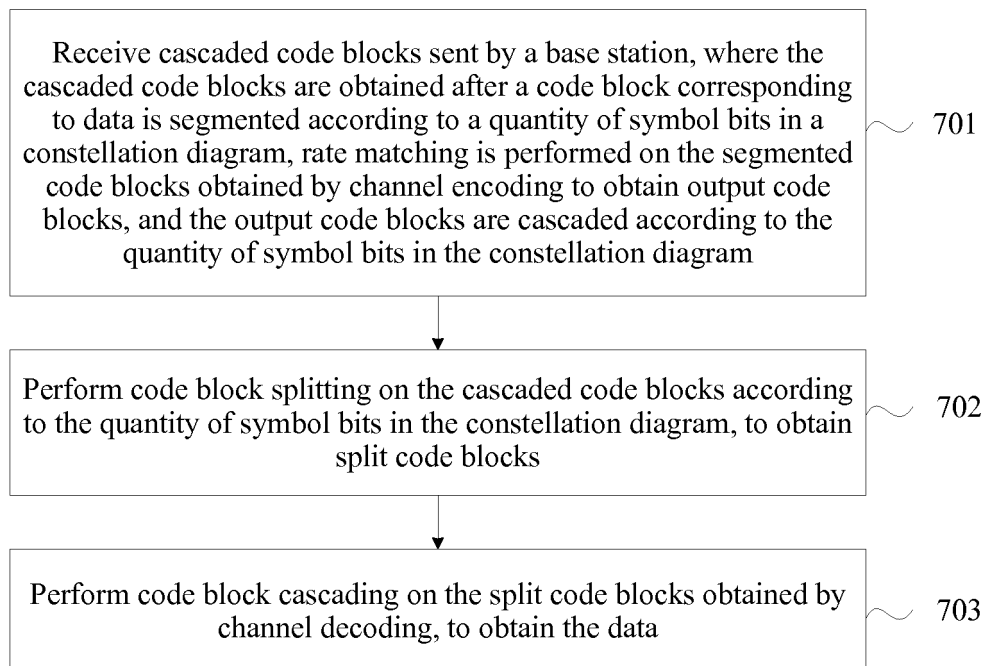 Receive cascaded code blocks sent by a base station, where the
cascaded code blocks are obtained after a code block corresponding
to data is segmented according to a quantity of symbol bits in a
constellation diagram, rate matching is performed on the segmented
code blocks obtained by channel encoding to obtain output code
blocks, and the output code blocks are cascaded according to the
quantity of symbol bits in the constellation diagram
701
Perform code block splitting on the cascaded code blocks according
to the quantity of symbol bits in the constellation diagram, to obtain
split code blocks
702
Perform code block cascading on the split code blocks obtained by
channel decoding, to obtain the data
703